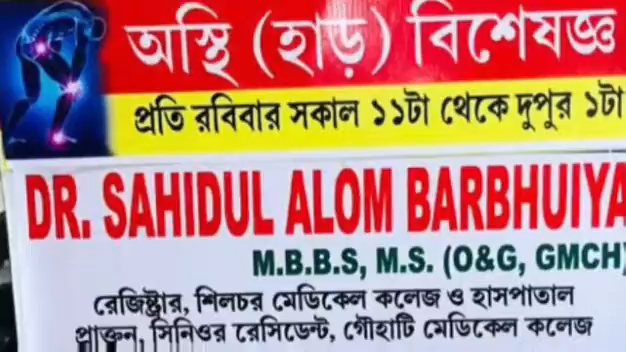 অস্থি (হাড়) বিশেষজ্ঞ
প্রতি রবিবার সকাল ১১টা থেকে দুপুর ১টা
DR. SAHIDUL ALOM BARBHUIYA
M.B.B.S, M.S. (O&G, GMCH)
রেজিষ্ট্রার, শিলচর মেডিকেল কলেজ ও হাসপাতাল
প্রাক্তন, সিনিওর রেসিডেন্ট, গৌহাটি মেডিকেল কলেজ